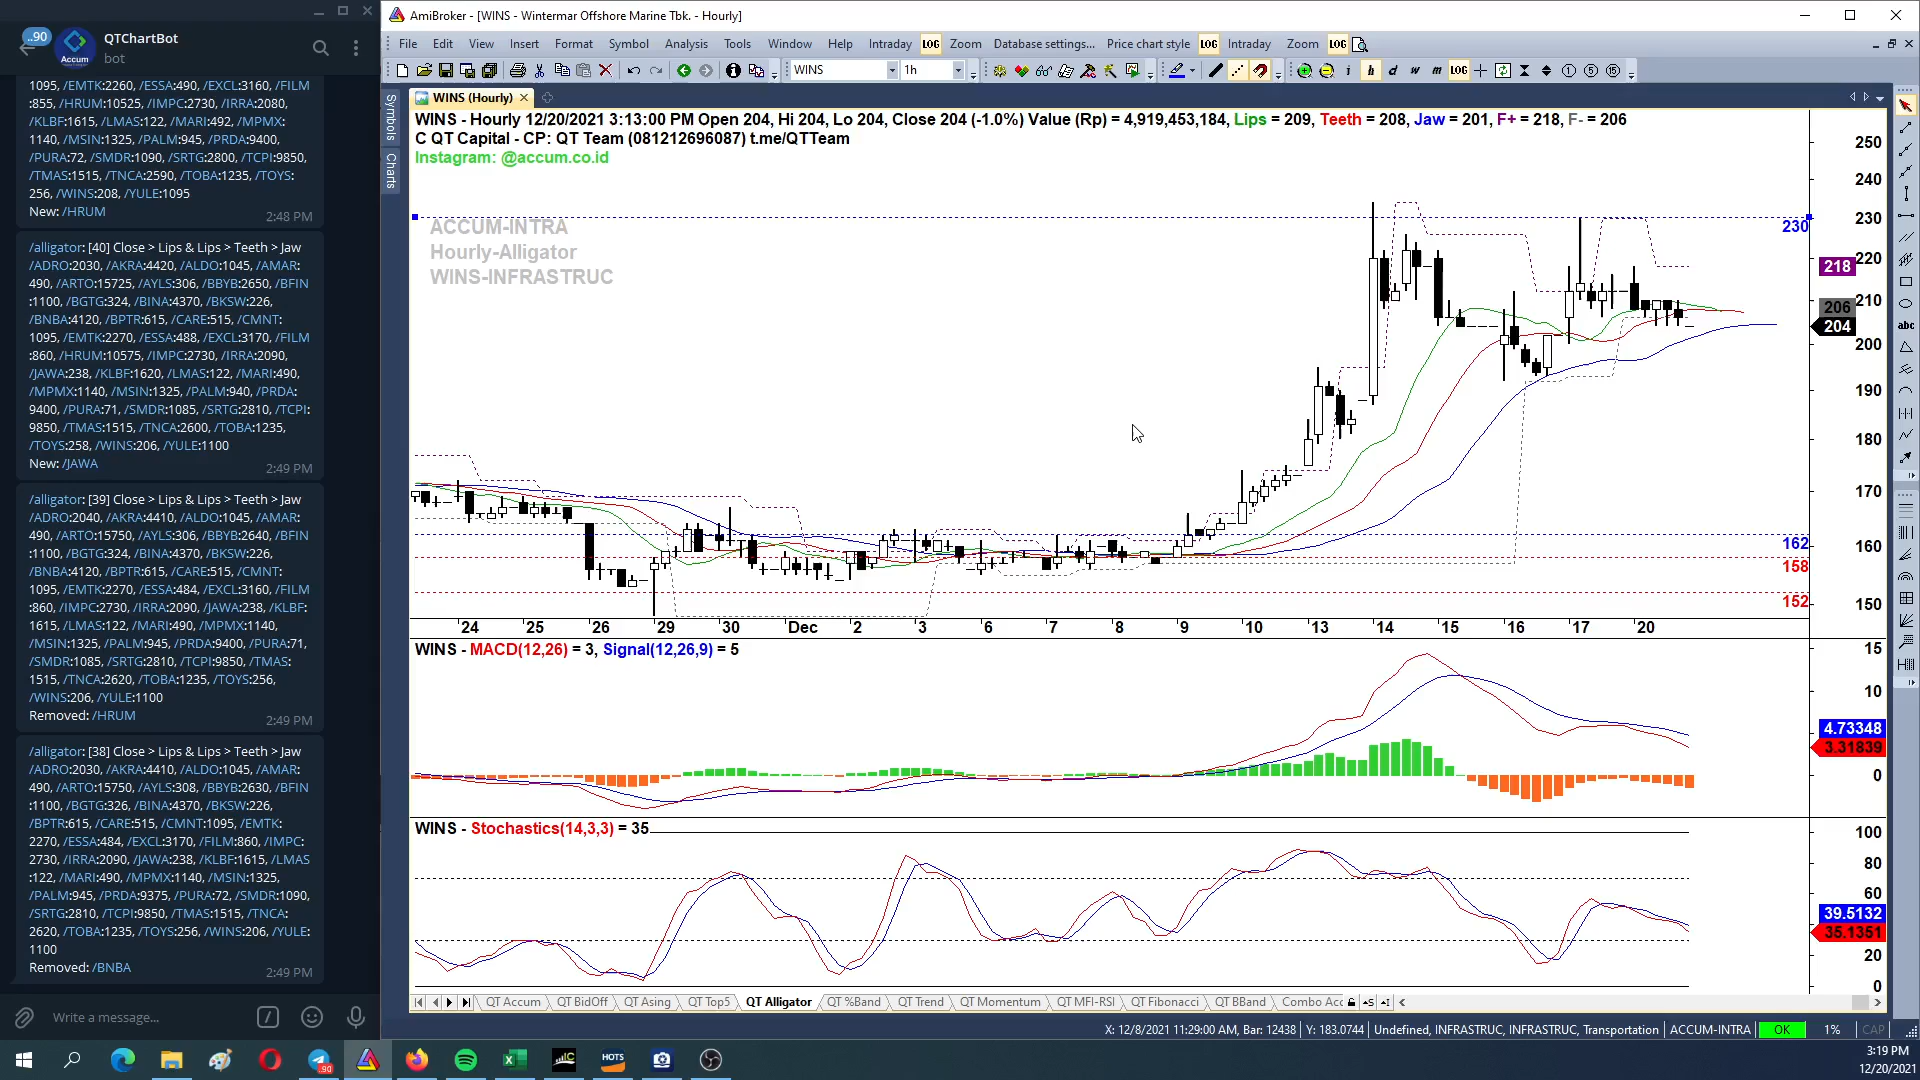 ..90
QTChartBot
bot
Accum
1095, /EMTK:2260, /ESSA:490, /EXCL:3160, /FILM
:855, /HRUM:10525, /IMPC:2730, /IRRA:2080,
/KLBF:1615, /LMAS:122, /MARI:492, /MPMX:
1140, /MSIN:1325, /PALM:945, /PRDA:9400,
/PURA:72, /SMDR:1090, /SRTG:2800, /TCPI:9850,
/TMAS:1515, /TNCA:2590, /TOBA:1235, /TOYS:
256, /WINS:208, /YULE:1095
New: /HRUM
2:48 PM
/alligator: [40] Close > Lips & Lips > Teeth > Jaw
/ADRO:2030, /AKRA:4420, /ALDO:1045, /AMAR:
490, /ARTO:15725, /AYLS:306, /BBYB:2650, /BFIN
:1100, /BGTG:324, /BINA:4370, /BKSW:226,
/BNBA:4120, /BPTR:615, /CARE:515, /CMNT:
1095, /EMTK:2270, /ESSA:488, /EXCL:3170, /FILM
:860, /HRUM:10575, /IMPC:2730, /IRRA:2090,
/JAWA:238, /KLBF:1620, /LMAS:122, /MARI:490,
/MPMX:1140, /MSIN:1325, /PALM:940, /PRDA:
9400, /PURA:71, /SMDR:1085, /SRTG:2810, /TCPI:
9850, /TMAS:1515, /TNCA:2600, /TOBA:1235,
/TOYS:258, /WINS:206, /YULE:1100
New: /JAWA
2:49 PM
/alligator: [39] Close > Lips & Lips > Teeth > Jaw
/ADRO:2040, /AKRA:4410, /ALDO:1045, /AMAR:
490, /ARTO:15750, /AYLS:306, /BBYB:2640, /BFIN
:1100, /BGTG:324, /BINA:4370, /BKSW:226,
/BNBA:4120, /BPTR:615, /CARE:515, /CMNT:
1095, /EMTK:2270, /ESSA:484, /EXCL:3160, /FILM
:860, /IMPC:2730, /IRRA:2090, /JAWA:238, /KLBF:
1615, /LMAS:122, /MARI:490, /MPMX:1140,
/MSIN:1325, /PALM:945, /PRDA:9400, /PURA:71,
/SMDR:1085, /SRTG:2810, /TCPI:9850, /TMAS:
1515, /TNCA:2620, /TOBA:1235, /TOYS:256,
/WINS:206, /YULE:1100
Removed: /HRUM
2:49 PM
/alligator: [38] Close > Lips & Lips > Teeth > Jaw
/ADRO:2030, /AKRA:4410, /ALDO:1045, /AMAR:
490, /ARTO:15750, /AYLS:308, /BBYB:2630, /BFIN
:1100, /BGTG:326, /BINA:4370, /BKSW:226,
/BPTR:615, /CARE:515, /CMNT:1095, /EMTK:
2270, /ESSA:484, /EXCL:3170, /FILM:860, /IMPC:
2730, /IRRA:2090, /JAWA:238, /KLBF:1615, /LMAS
:122, /MARI:490, /MPMX:1140, /MSIN:1325,
/PALM:945, /PRDA:9375, /PURA:72, /SMDR:1090,
/SRTG:2810, /TCPI:9850, /TMAS:1515, /TNCA:
2620, /TOBA:1235, /TOYS:256, /WINS:206, /YULE:
1100
Removed: /BNBA
2:49 PM
Write a message...
AmiBroker - [WINS - Wintermar Offshore Marine Tbk. - Hourly]
File Edit View Insert Format Symbol Analysis Tools Window Help Intraday LOG Zoom Database settings... Price chart style LOG Intraday Zoom LOG
WINS 1h i h d w m LOG 1 5 15
Symbols
Charts
WINS (Hourly)
WINS - Hourly 12/20/2021 3:13:00 PM Open 204, Hi 204, Lo 204, Close 204 (-1.0%) Value (Rp) = 4,919,453,184, Lips = 209, Teeth = 208, Jaw = 201, F+ = 218, F- = 206
C QT Capital - CP: QT Team (081212696087) t.me/QTTeam
Instagram: @accum.co.id
ACCUM-INTRA
Hourly-Alligator
WINS-INFRASTRUC
250
240
230
230
220
218
210
206
204
200
190
180
170
162
160
158
152
150
24 25 26 29 30 Dec 2 3 6 7 8 9 10 13 14 15 16 17 20
abc
WINS - MACD(12,26) = 3, Signal(12,26,9) = 5
15
10
4.73348
3.31839
0
WINS - Stochastics(14,3,3) = 35
100
80
60
39.5132
35.1351
20
0
QT Accum QT BidOff QT Asing QT Top5 QT Alligator QT %Band QT Trend QT Momentum QT MFI-RSI QT Fibonacci QT BBand Combo Acc
X: 12/8/2021 11:29:00 AM, Bar: 12438 Y: 183.0744 Undefined, INFRASTRUC, INFRASTRUC, Transportation ACCUM-INTRA OK 1% CAP
90
HOTS
3:19 PM
12/20/2021